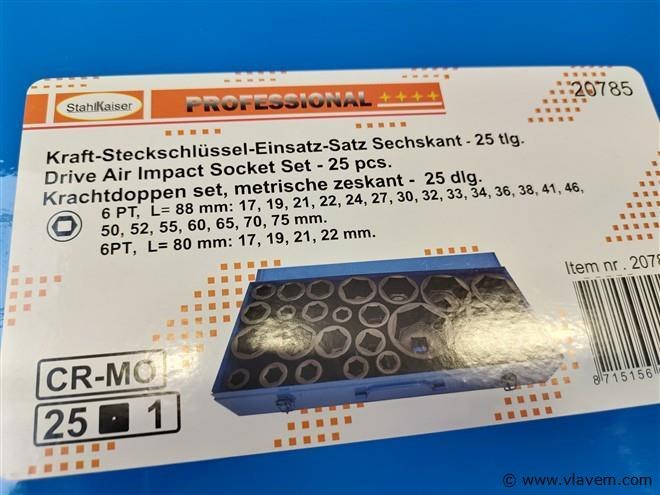 StahlKaiser
PROFESSIONAL
20785
Kraft-Steckschlüssel-Einsatz-Satz Sechskant - 25 tlg.
Drive Air Impact Socket Set - 25 pcs.
Krachtdoppen set, metrische zeskant - 25 dlg.
6 PT, L= 88 mm: 17, 19, 21, 22, 24, 27, 30, 32, 33, 34, 36, 38, 41, 46,
50, 52, 55, 60, 65, 70, 75 mm.
6PT, L= 80 mm: 17, 19, 21, 22 mm.
Item nr. 2078
8 715156
CR-MO
25 1
© www.vlavem.com